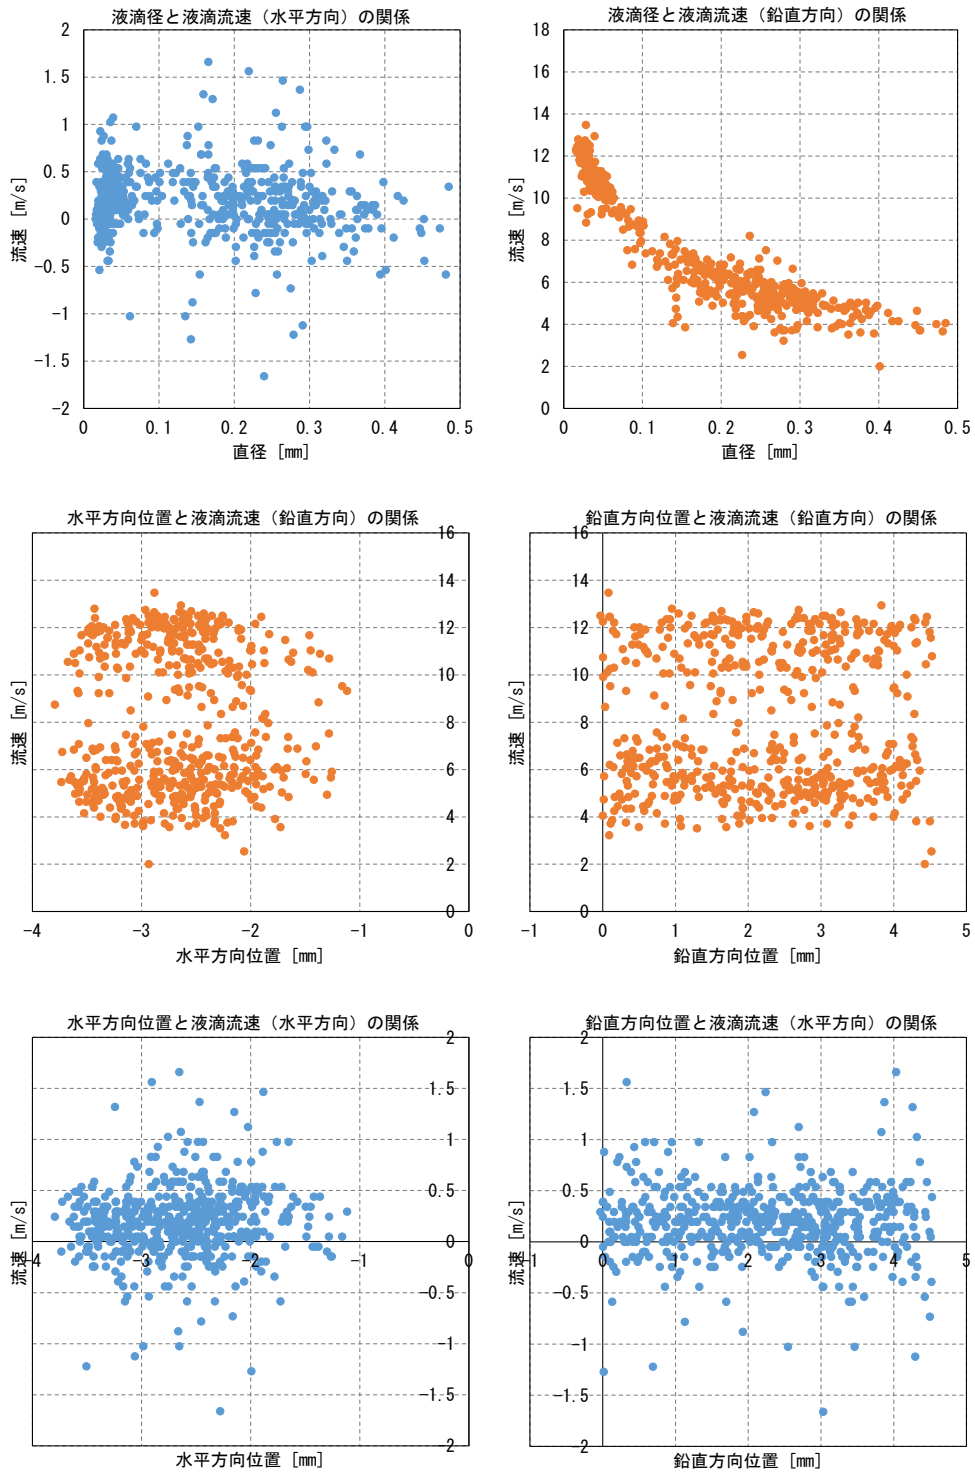 液滴径と液滴流速（水平方向）の関係
2
1.5
1
0.5
0
-0.5
-1
-1.5
-2
流速 [m/s]
0 0.1 0.2 0.3 0.4 0.5
直径 [mm]
液滴径と液滴流速（鉛直方向）の関係
18
16
14
12
10
8
6
4
2
0
流速 [m/s]
0 0.1 0.2 0.3 0.4 0.5
直径 [mm]
水平方向位置と液滴流速（鉛直方向）の関係
16
14
12
10
8
6
4
2
0
流速 [m/s]
-4 -3 -2 -1 0
水平方向位置 [mm]
鉛直方向位置と液滴流速（鉛直方向）の関係
16
14
12
10
8
6
4
2
0
流速 [m/s]
-1 0 1 2 3 4 5
鉛直方向位置 [mm]
水平方向位置と液滴流速（水平方向）の関係
2
1.5
1
0.5
0
-0.5
-1
-1.5
-2
流速 [m/s]
-4 -3 -2 -1 0
水平方向位置 [mm]
鉛直方向位置と液滴流速（水平方向）の関係
2
1.5
1
0.5
0
-0.5
-1
-1.5
-2
流速 [m/s]
-1 0 1 2 3 4 5
鉛直方向位置 [mm]